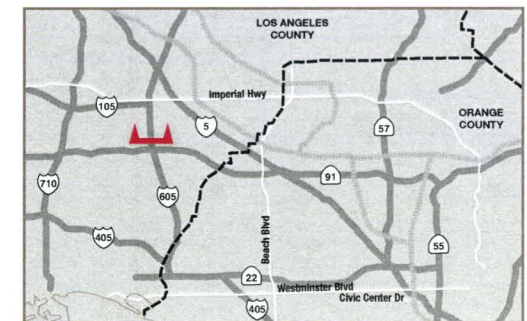 LOS ANGELES
COUNTY
Imperial Hwy
105
5
ORANGE
COUNTY
57
710
605
91
405
Beach Blvd
55
22
Westminster Blvd
Civic Center Dr
405